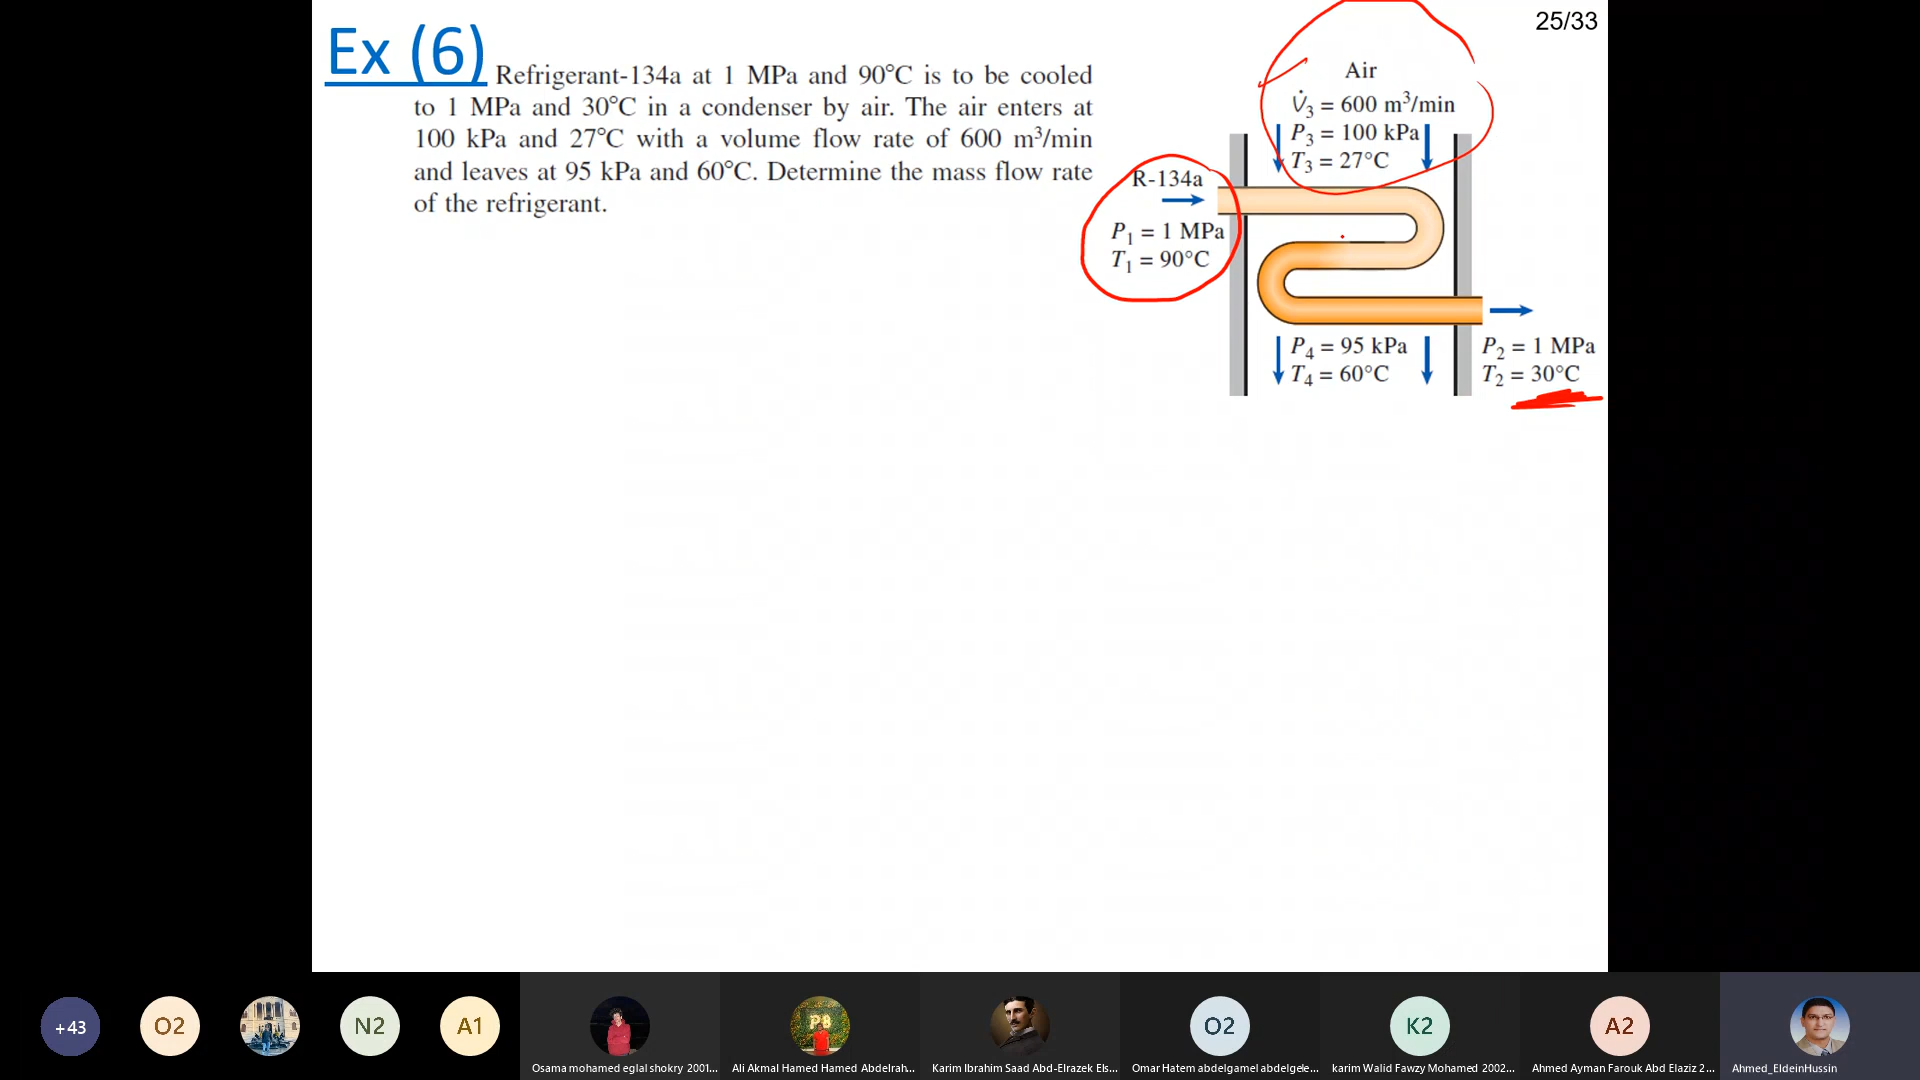 25/33
Ex (6)
Refrigerant-134a at 1 MPa and 90°C is to be cooled
to 1 MPa and 30°C in a condenser by air. The air enters at
100 kPa and 27°C with a volume flow rate of 600 m³/min
and leaves at 95 kPa and 60°C. Determine the mass flow rate
of the refrigerant.
Air
V̇₃ = 600 m³/min
P₃ = 100 kPa
T₃ = 27°C
R-134a
P₁ = 1 MPa
T₁ = 90°C
P₄ = 95 kPa
T₄ = 60°C
P₂ = 1 MPa
T₂ = 30°C
+43
O2
N2
A1
P8
O2
K2
A2
Osama mohamed eglal shokry 2001...
Ali Akmal Hamed Hamed Abdelrah...
Karim Ibrahim Saad Abd-Elrazek Els...
Omar Hatem abdelgamel abdelgele...
karim Walid Fawzy Mohamed 2002...
Ahmed Ayman Farouk Abd Elaziz 2...
Ahmed_EldeinHussin